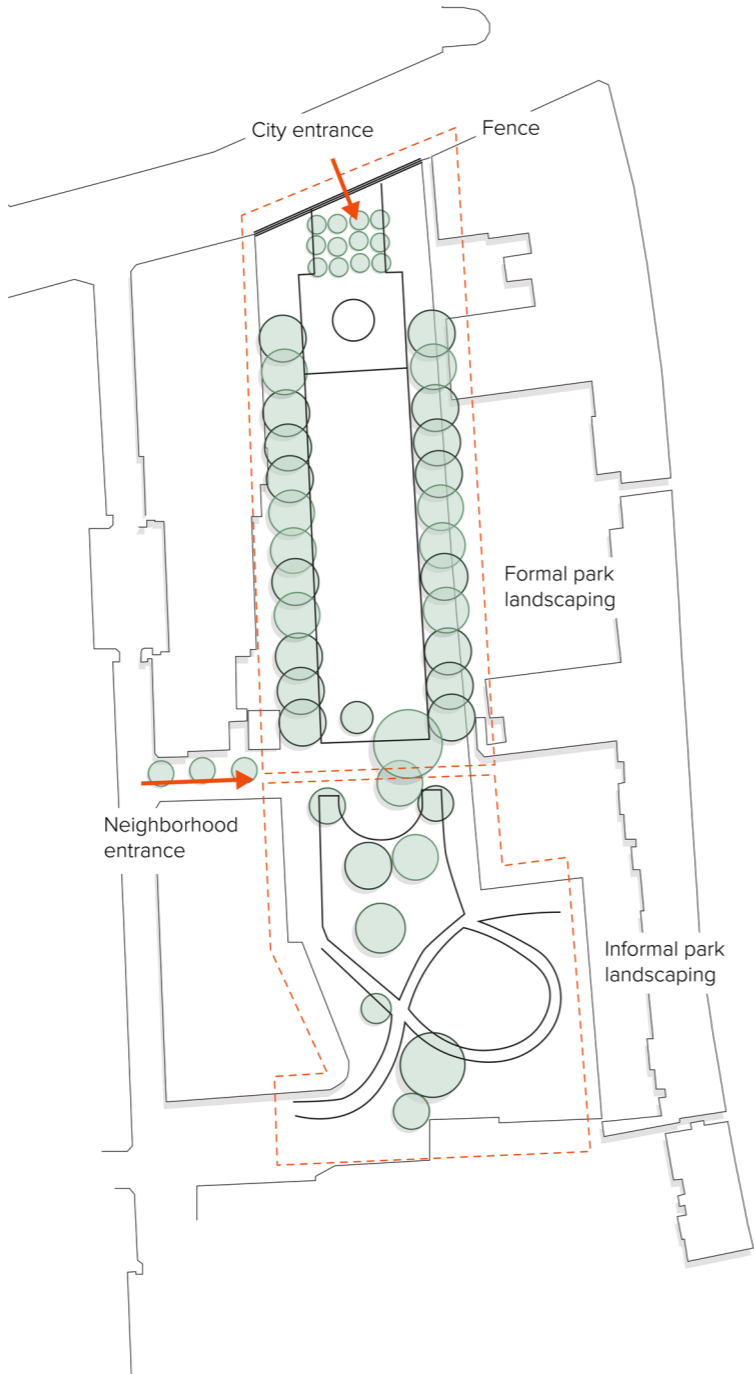 City entrance
Fence
Formal park
landscaping
Neighborhood
entrance
Informal park
landscaping